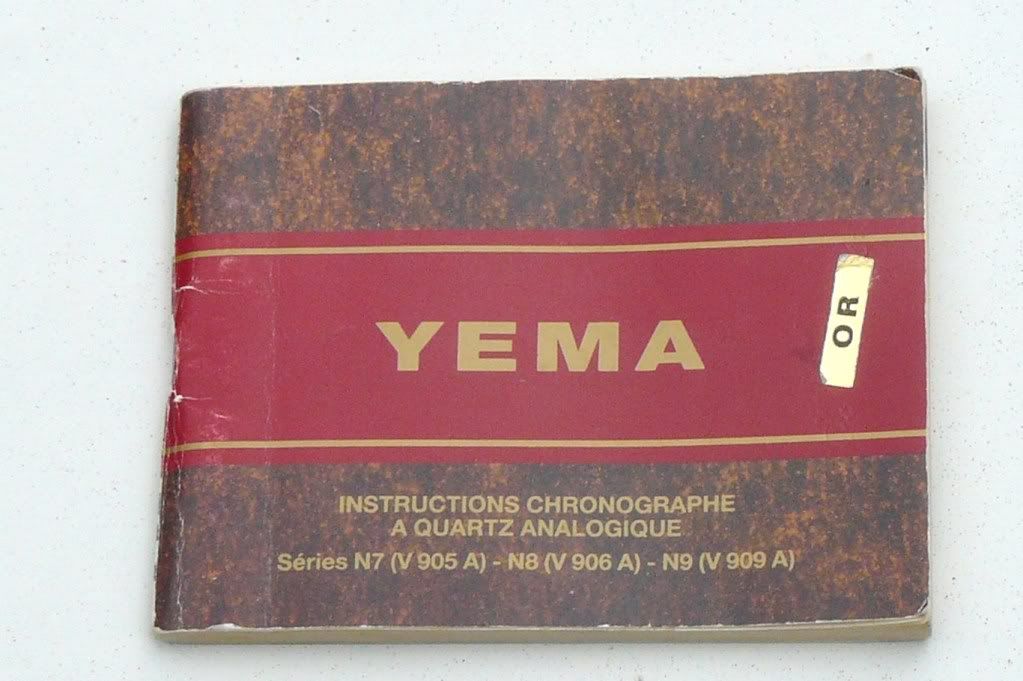 YEMA
OR
INSTRUCTIONS CHRONOGRAPHE
A QUARTZ ANALOGIQUE
Séries N7 (V 905 A) - N8 (V 906 A) - N9 (V 909 A)